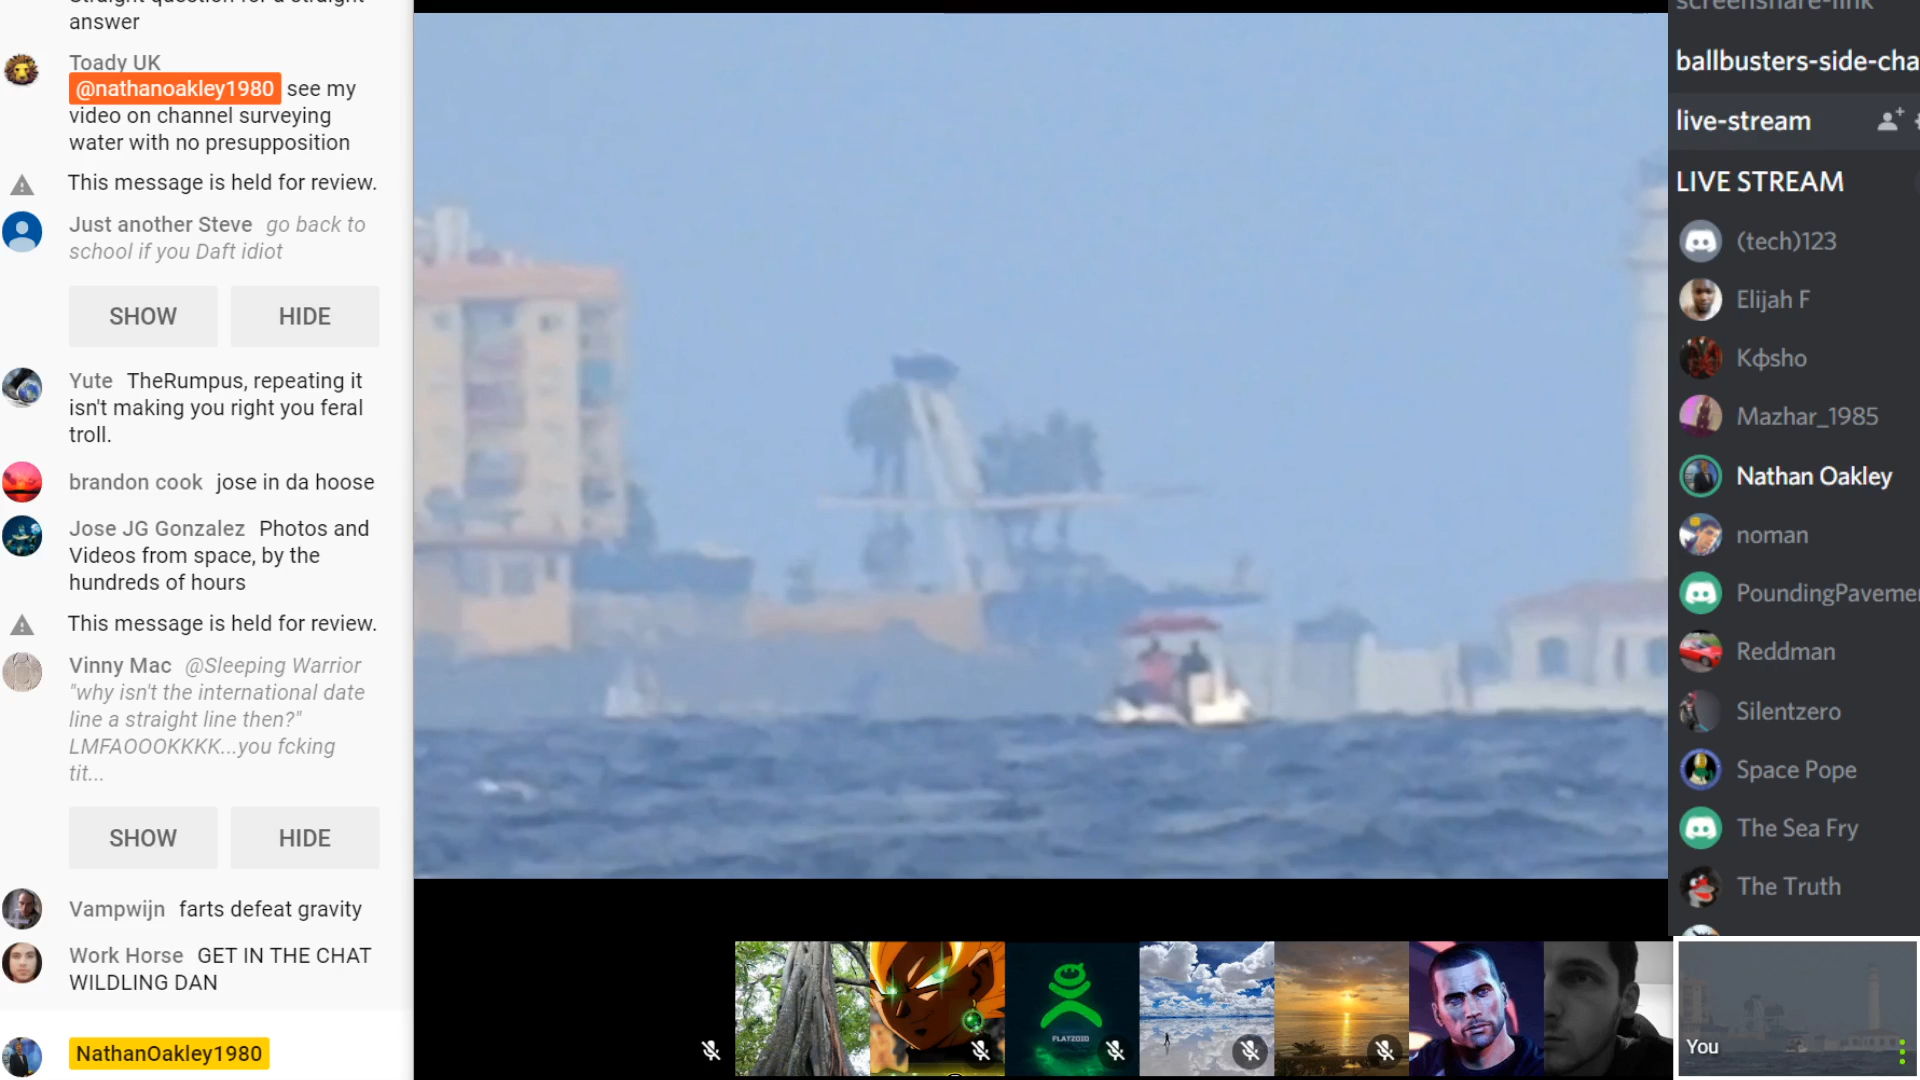 answer
Toady UK
@nathanoakley1980 see my
video on channel surveying
water with no presupposition
This message is held for review.
Just another Steve go back to
school if you Daft idiot
SHOW HIDE
Yute TheRumpus, repeating it
isn't making you right you feral
troll.
brandon cook jose in da hoose
Jose JG Gonzalez Photos and
Videos from space, by the
hundreds of hours
This message is held for review.
Vinny Mac @Sleeping Warrior
"why isn't the international date
line a straight line then?"
LMFAOOOKKKK...you fcking
tit...
SHOW HIDE
Vampwijn farts defeat gravity
Work Horse GET IN THE CHAT
WILDLING DAN
NathanOakley1980
FLATZOID
screenshare-link
ballbusters-side-cha
live-stream
LIVE STREAM
(tech)123
Elijah F
Kφsho
Mazhar_1985
Nathan Oakley
noman
PoundingPaveme
Reddman
Silentzero
Space Pope
The Sea Fry
The Truth
You